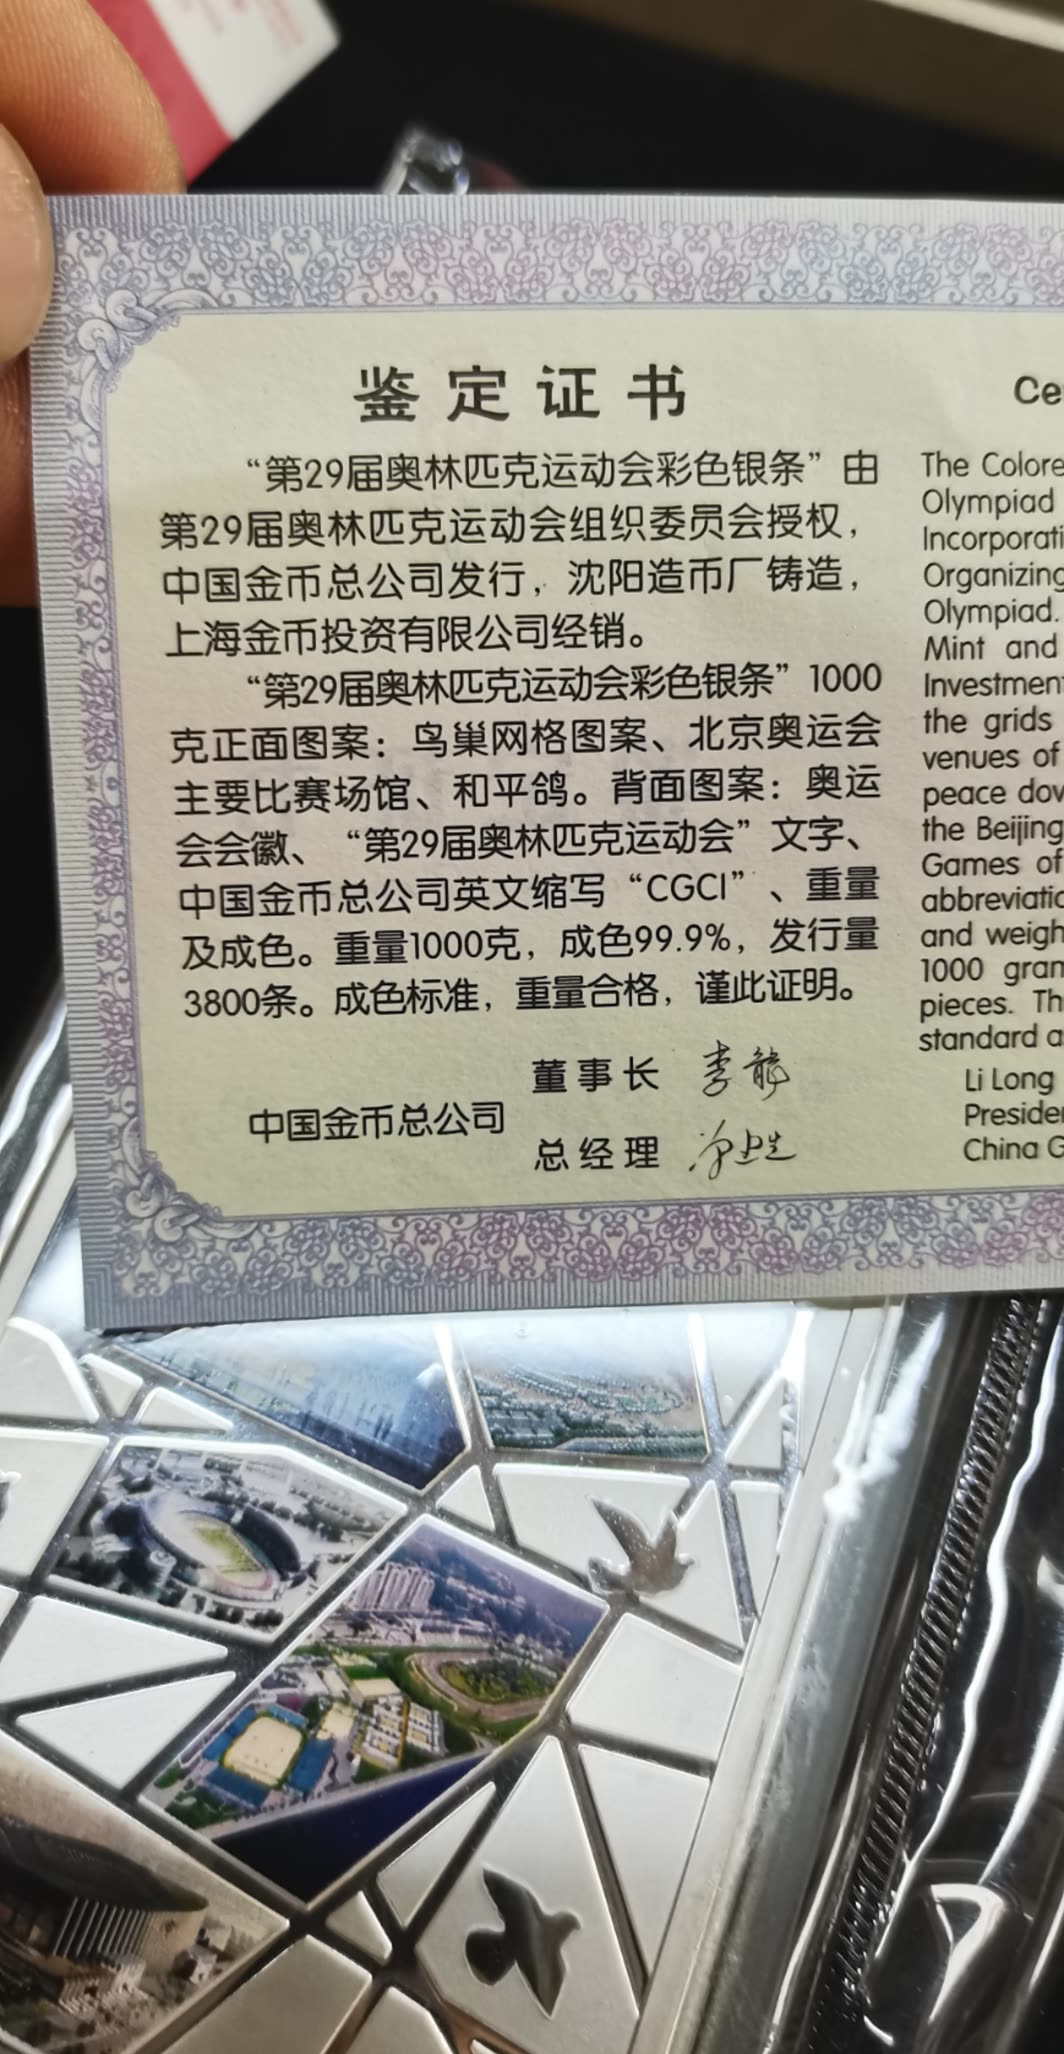 鉴定证书
“第29届奥林匹克运动会彩色银条”由
第29届奥林匹克运动会组织委员会授权，
中国金币总公司发行，沈阳造币厂铸造，
上海金币投资有限公司经销。
“第29届奥林匹克运动会彩色银条”1000
克正面图案：鸟巢网格图案、北京奥运会
主要比赛场馆、和平鸽。背面图案：奥运
会会徽、“第29届奥林匹克运动会”文字、
中国金币总公司英文缩写“CGCI”、重量
及成色。重量1000克，成色99.9%，发行量
3800条。成色标准，重量合格，谨此证明。
董事长
中国金币总公司
总经理
Ce
The Colore
Olympiad
Incorporati
Organizing
Olympiad.
Mint and
Investment
the grids
venues of
peace dov
the Beijing
Games of
abbreviatio
and weigh
1000 gram
pieces. Th
standard a
Li Long
Presiden
China G